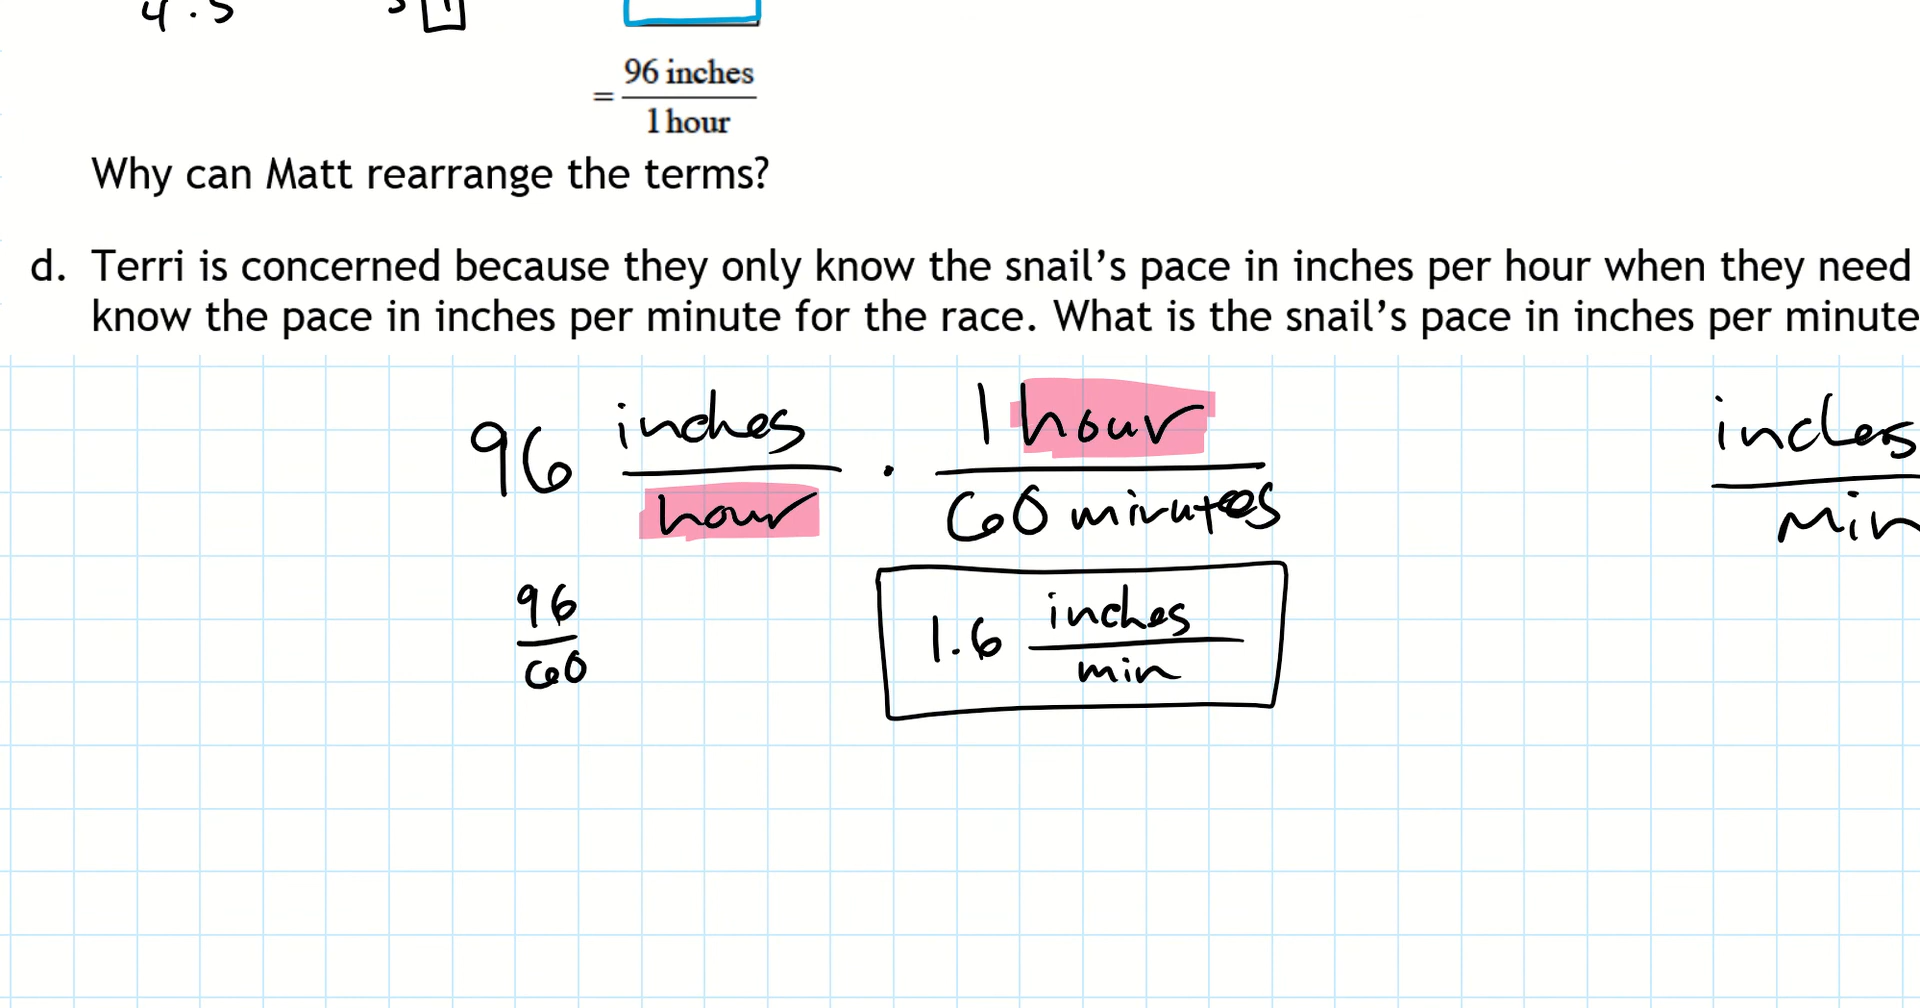 4 · 5
= 96 inches
1 hour
Why can Matt rearrange the terms?
d. Terri is concerned because they only know the snail's pace in inches per hour when they need
know the pace in inches per minute for the race. What is the snail's pace in inches per minute
96 inches · 1 hour inches
hour 60 minutes min
96 1.6 inches
60 min